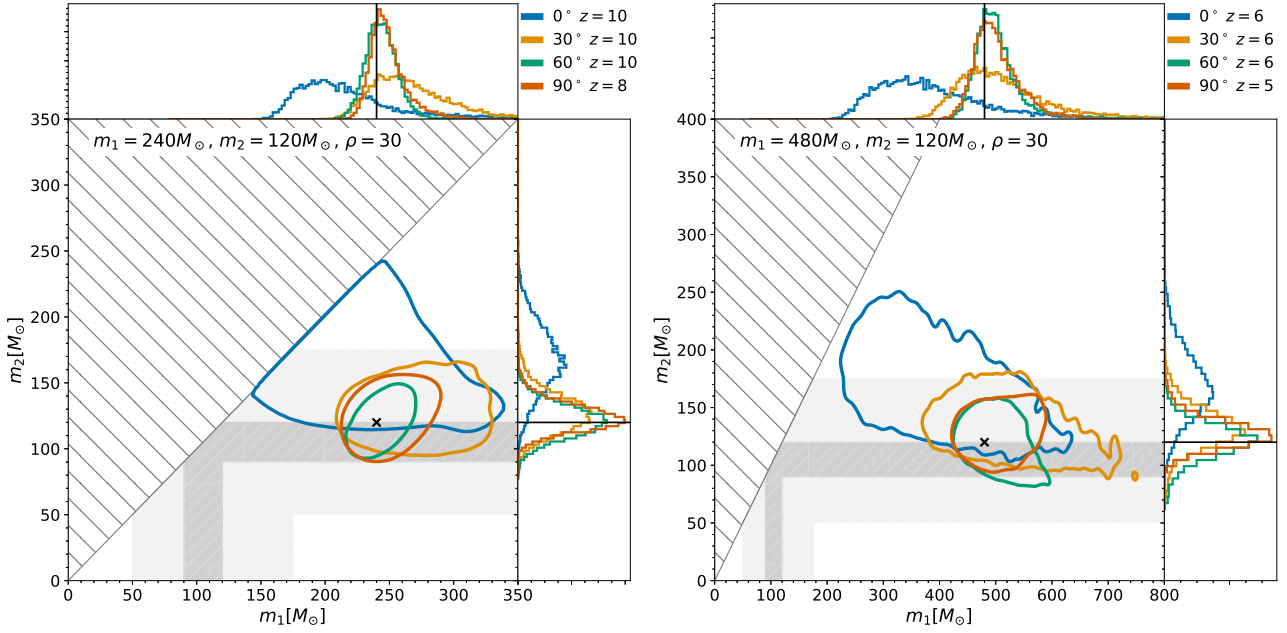 0° z = 10
30° z = 10
60° z = 10
90° z = 8
m₁ = 240M⊙, m₂ = 120M⊙, ρ = 30
350
300
250
200
150
100
50
0
m₂[M⊙]
0 50 100 150 200 250 300 350
m₁[M⊙]
0° z = 6
30° z = 6
60° z = 6
90° z = 5
m₁ = 480M⊙, m₂ = 120M⊙, ρ = 30
400
350
300
250
200
150
100
50
0
m₂[M⊙]
0 100 200 300 400 500 600 700 800
m₁[M⊙]